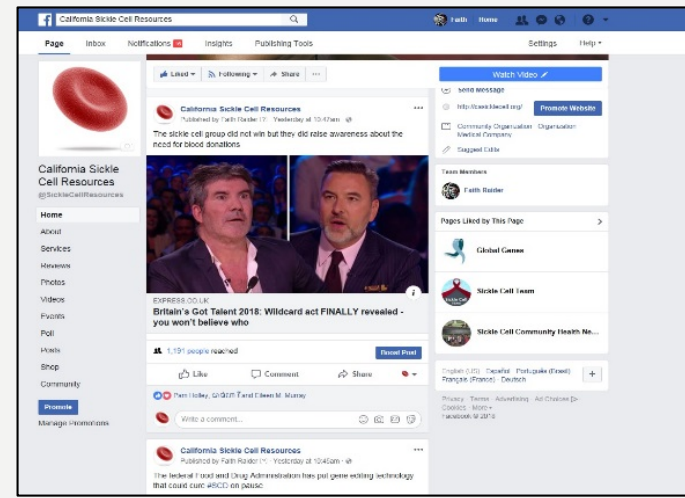 California Sickle Cell Resources
Faith Home
Page Inbox Notifications Insights Publishing Tools Settings Help
Liked Following Share
Watch Video
California Sickle
Cell Resources
@SickleCellResources
Home
About
Services
Reviews
Photos
Videos
Events
Poll
Posts
Shop
Community
Promote
Manage Promotions
California Sickle Cell Resources
Published by Faith Raider Yesterday at 10:47am
The sickle cell group did not win but they did raise awareness about the
need for blood donations
EXPRESS.CO.UK
Britain's Got Talent 2018: Wildcard act FINALLY revealed -
you won't believe who
1,191 people reached
Boost Post
Like Comment Share
Pam Holley, and Eileen M. Murray
Write a comment...
California Sickle Cell Resources
Published by Faith Raider Yesterday at 10:45am
The federal Food and Drug Administration has put gene editing technology
that could cure #SCD on pause
Send Message
Promote Website
Community Organization Organization
Medical Company
Suggest Edits
Team Members
Faith Raider
Pages Liked by This Page
Global Genes
Sickle Cell Team
Sickle Cell Community Health Ne...
English (US) Español Português (Brasil)
Français (France) Deutsch
Privacy Terms Advertising Ad Choices
Cookies More
Facebook © 2018